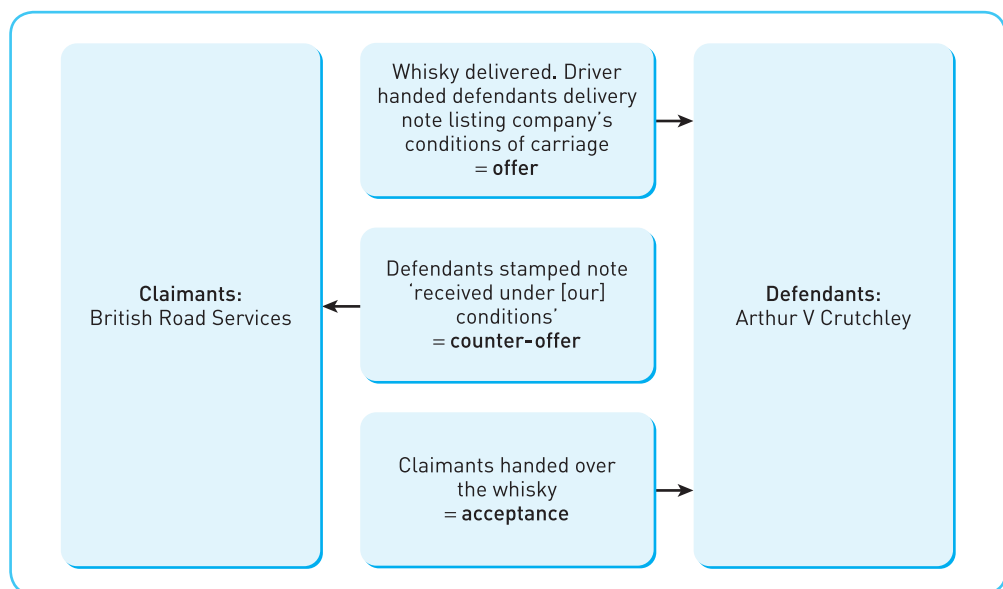 Claimants:
British Road Services
Whisky delivered. Driver
handed defendants delivery
note listing company's
conditions of carriage
= offer
Defendants stamped note
'received under [our]
conditions'
= counter-offer
Claimants handed over
the whisky
= acceptance
Defendants:
Arthur V Crutchley